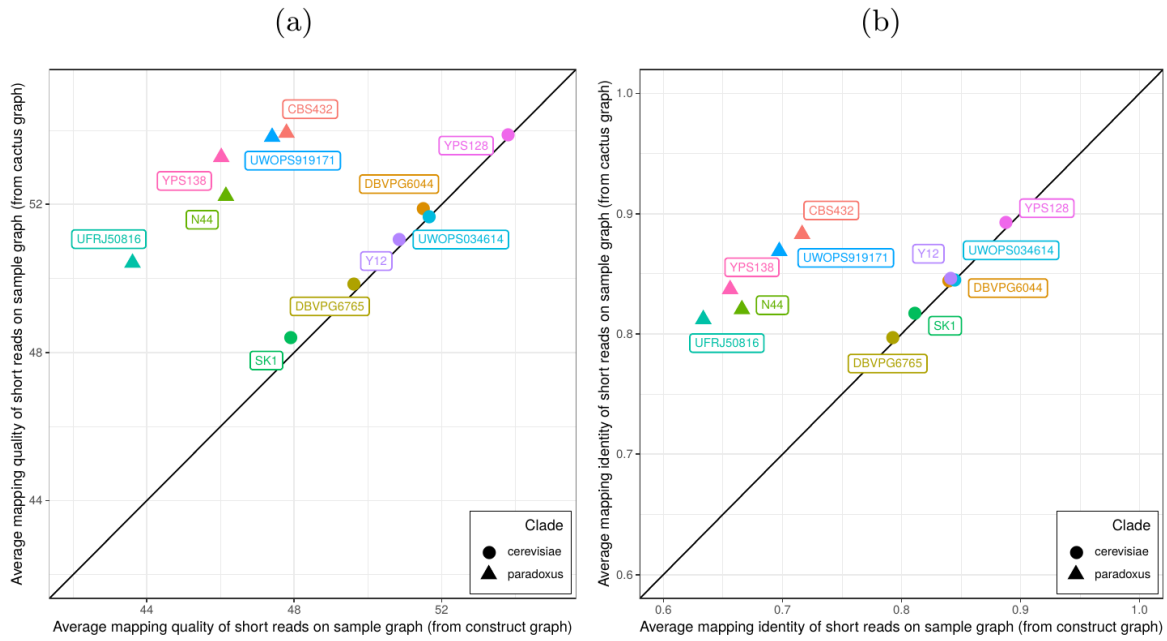 (a)
Average mapping quality of short reads on sample graph (from cactus graph)
52
48
44
CBS432
UWOPS919171
YPS138
N44
UFRJ50816
YPS128
DBVPG6044
UWOPS034614
Y12
DBVPG6765
SK1
Clade
cerevisiae
paradoxus
44
48
52
Average mapping quality of short reads on sample graph (from construct graph)
(b)
Average mapping identity of short reads on sample graph (from cactus graph)
1.0
0.9
0.8
0.7
0.6
CBS432
UWOPS919171
YPS138
N44
UFRJ50816
YPS128
Y12
UWOPS034614
DBVPG6044
SK1
DBVPG6765
Clade
cerevisiae
paradoxus
0.6
0.7
0.8
0.9
1.0
Average mapping identity of short reads on sample graph (from construct graph)